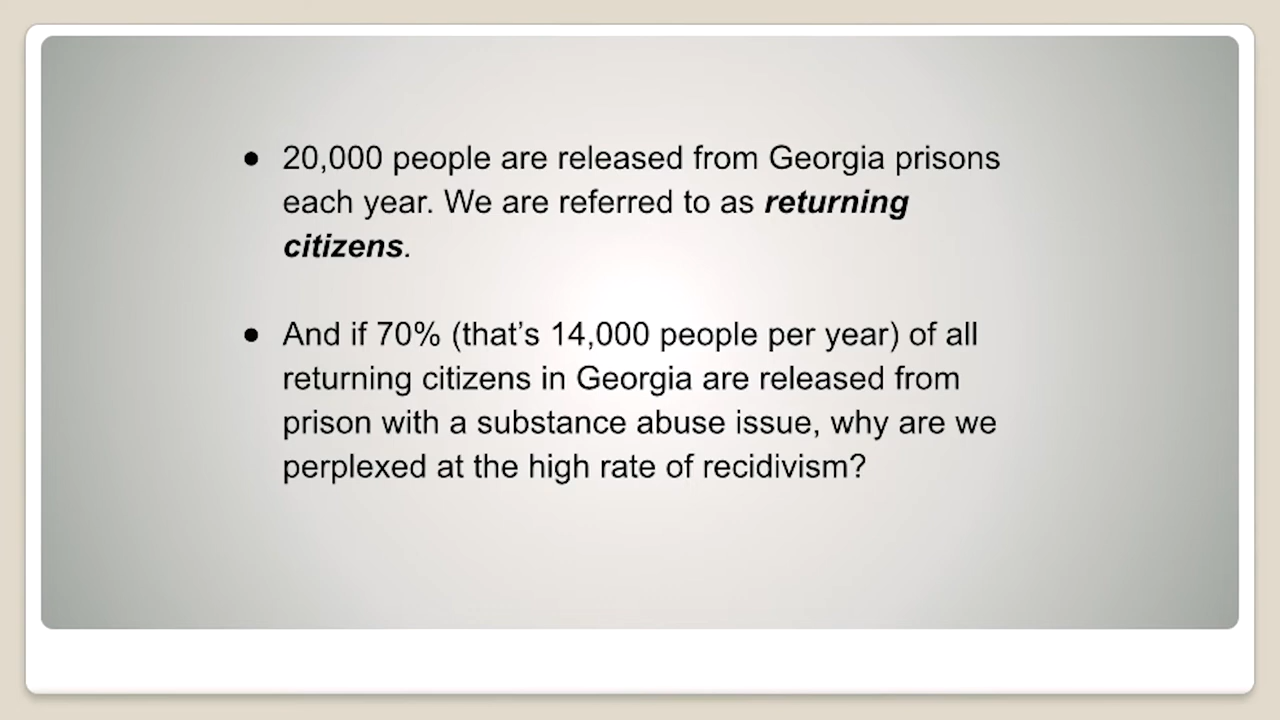 ● 20,000 people are released from Georgia prisons
each year. We are referred to as returning
citizens.
● And if 70% (that’s 14,000 people per year) of all
returning citizens in Georgia are released from
prison with a substance abuse issue, why are we
perplexed at the high rate of recidivism?